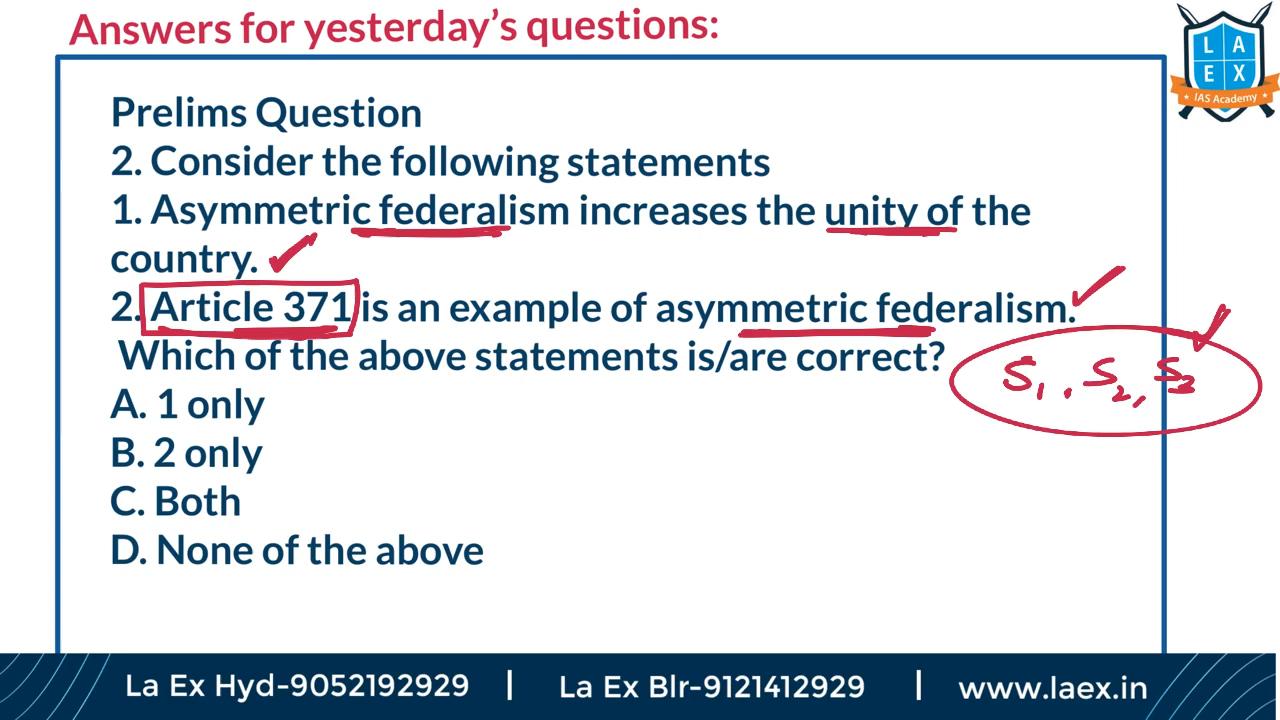 Answers for yesterday's questions:
L A
E X
IAS Academy
Prelims Question
2. Consider the following statements
1. Asymmetric federalism increases the unity of the
country.
2. Article 371 is an example of asymmetric federalism.
Which of the above statements is/are correct?
S1, S2, S3
A. 1 only
B. 2 only
C. Both
D. None of the above
La Ex Hyd-9052192929 | La Ex Blr-9121412929 | www.laex.in